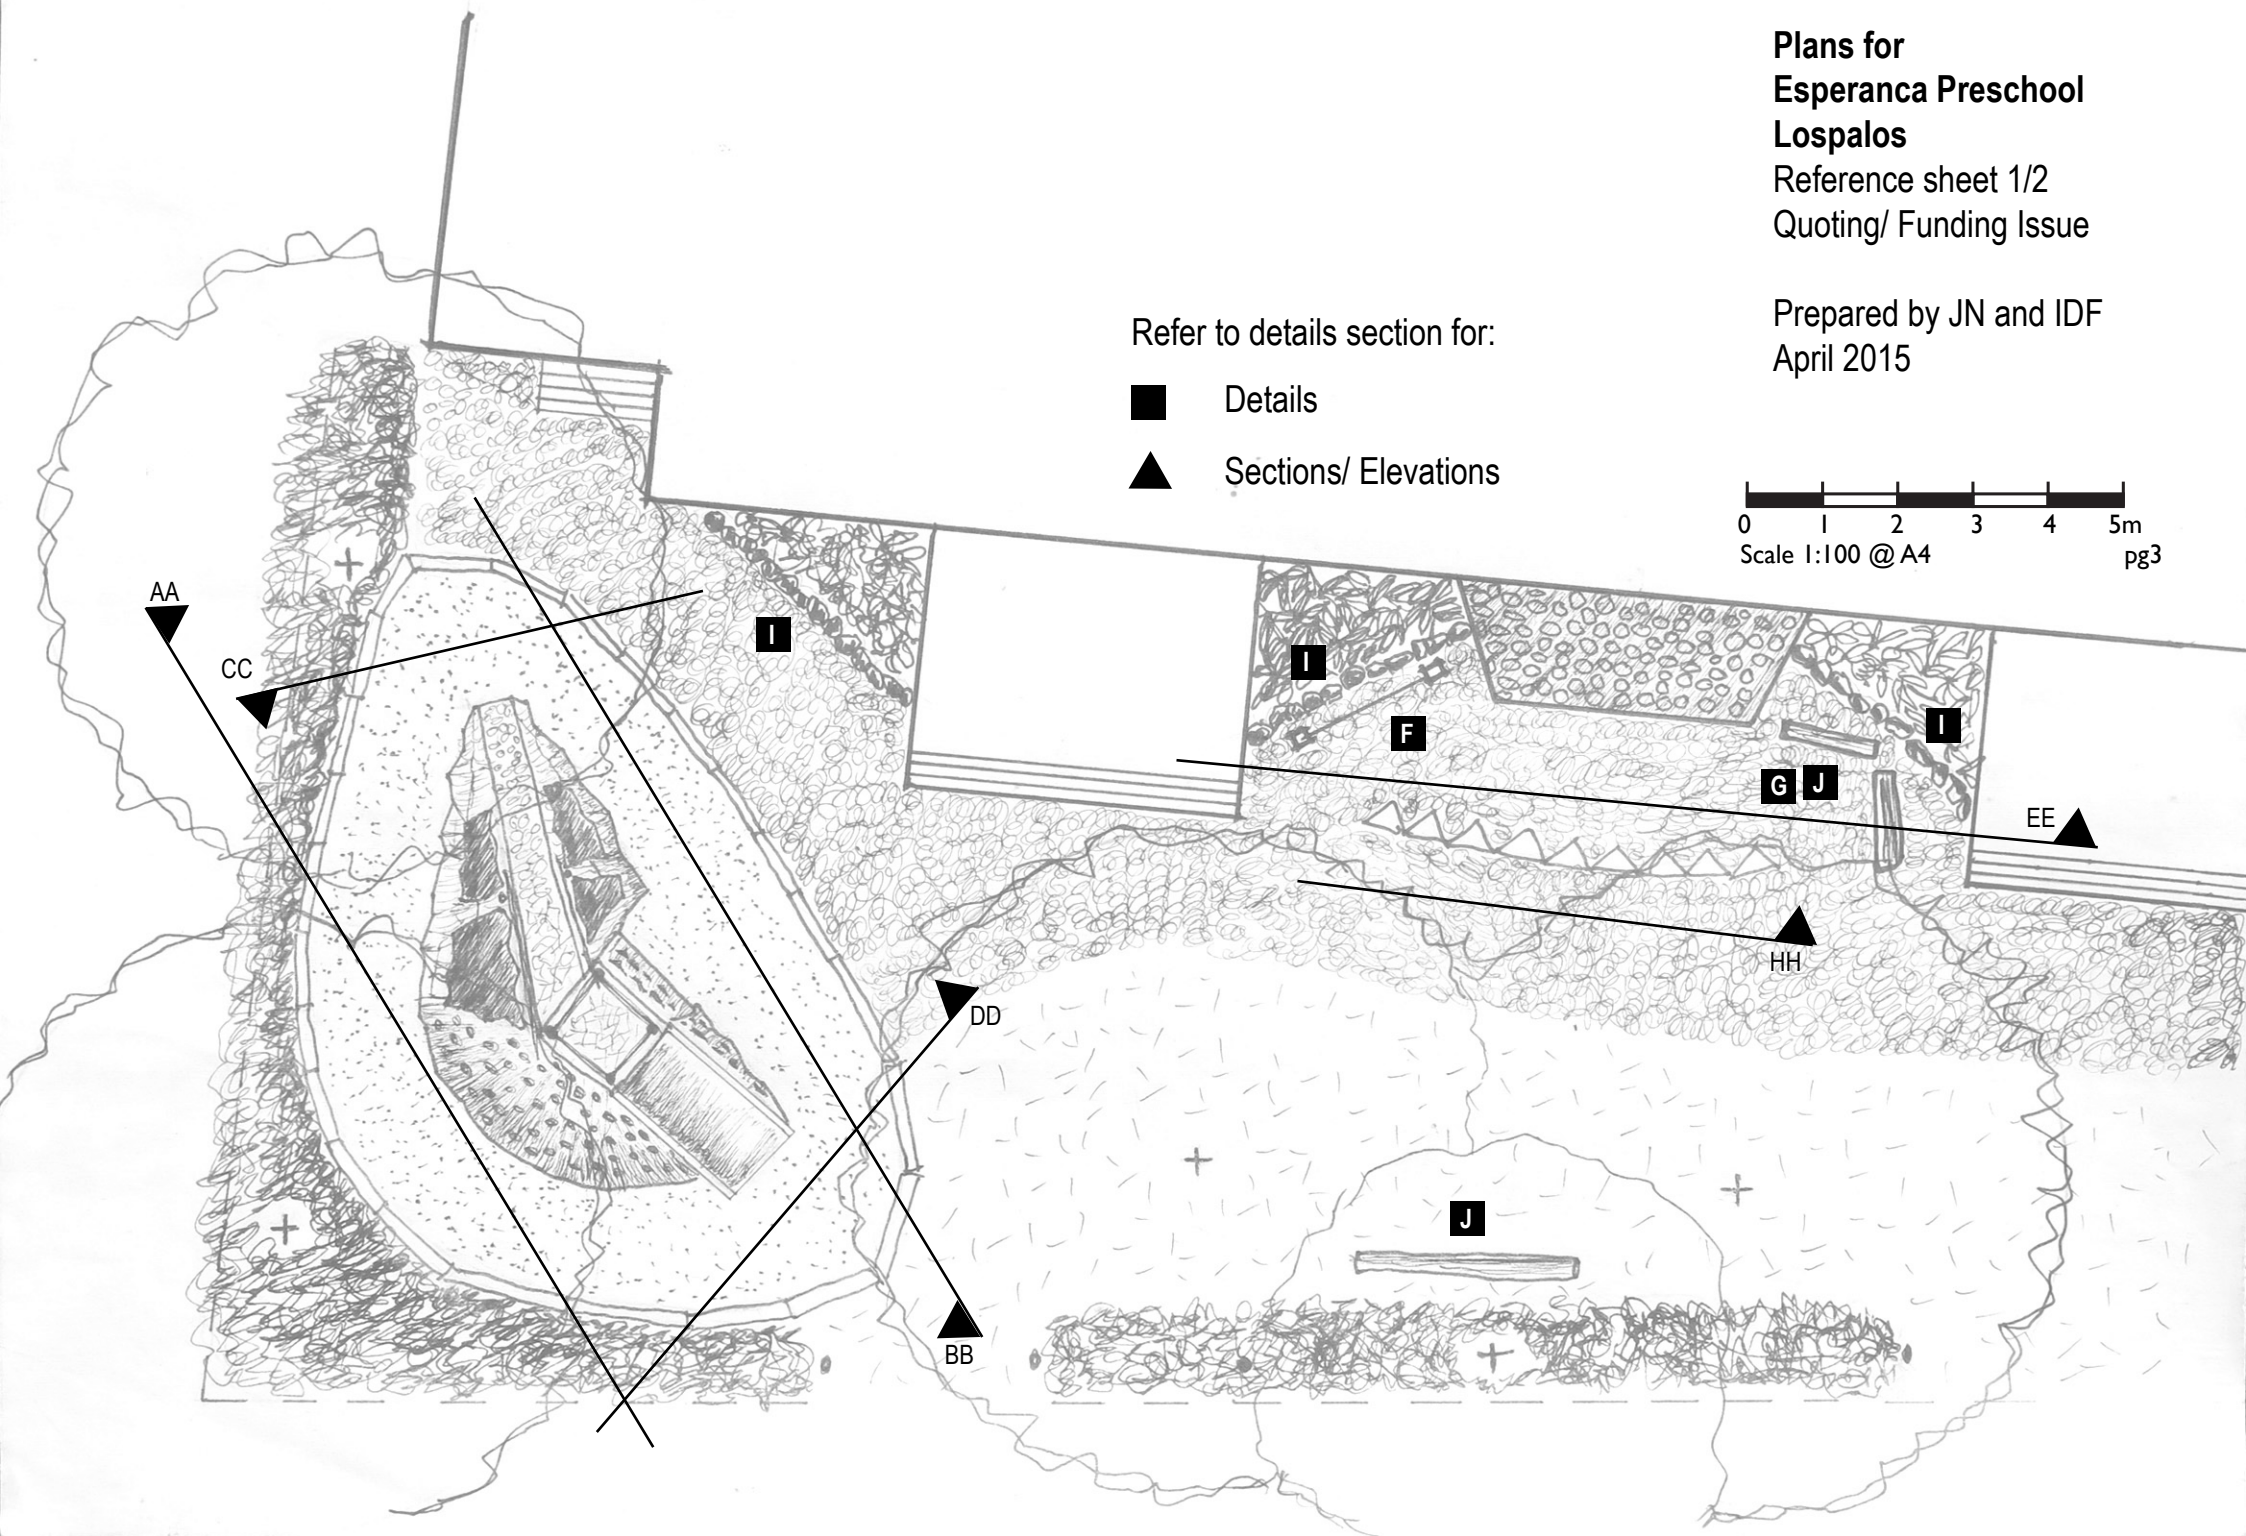 Plans for
Esperanca Preschool
Lospalos
Reference sheet 1/2
Quoting/ Funding Issue
Prepared by JN and IDF
April 2015
Refer to details section for:
Details
Sections/ Elevations
0 1 2 3 4 5m
Scale 1:100 @ A4 pg3
AA
CC
I
I
I
F
G J
EE
HH
DD
J
BB